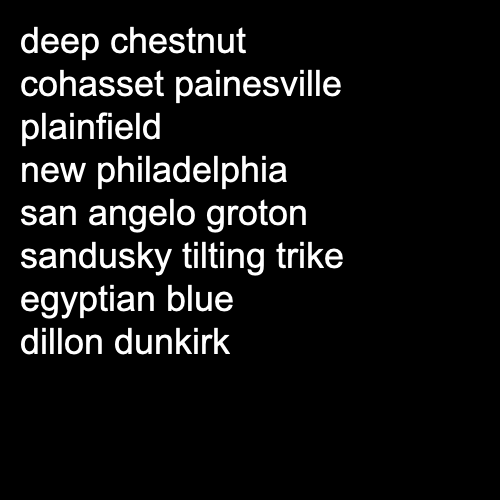 deep chestnut
cohasset painesville
plainfield
new philadelphia
san angelo groton
sandusky tilting trike
egyptian blue
dillon dunkirk